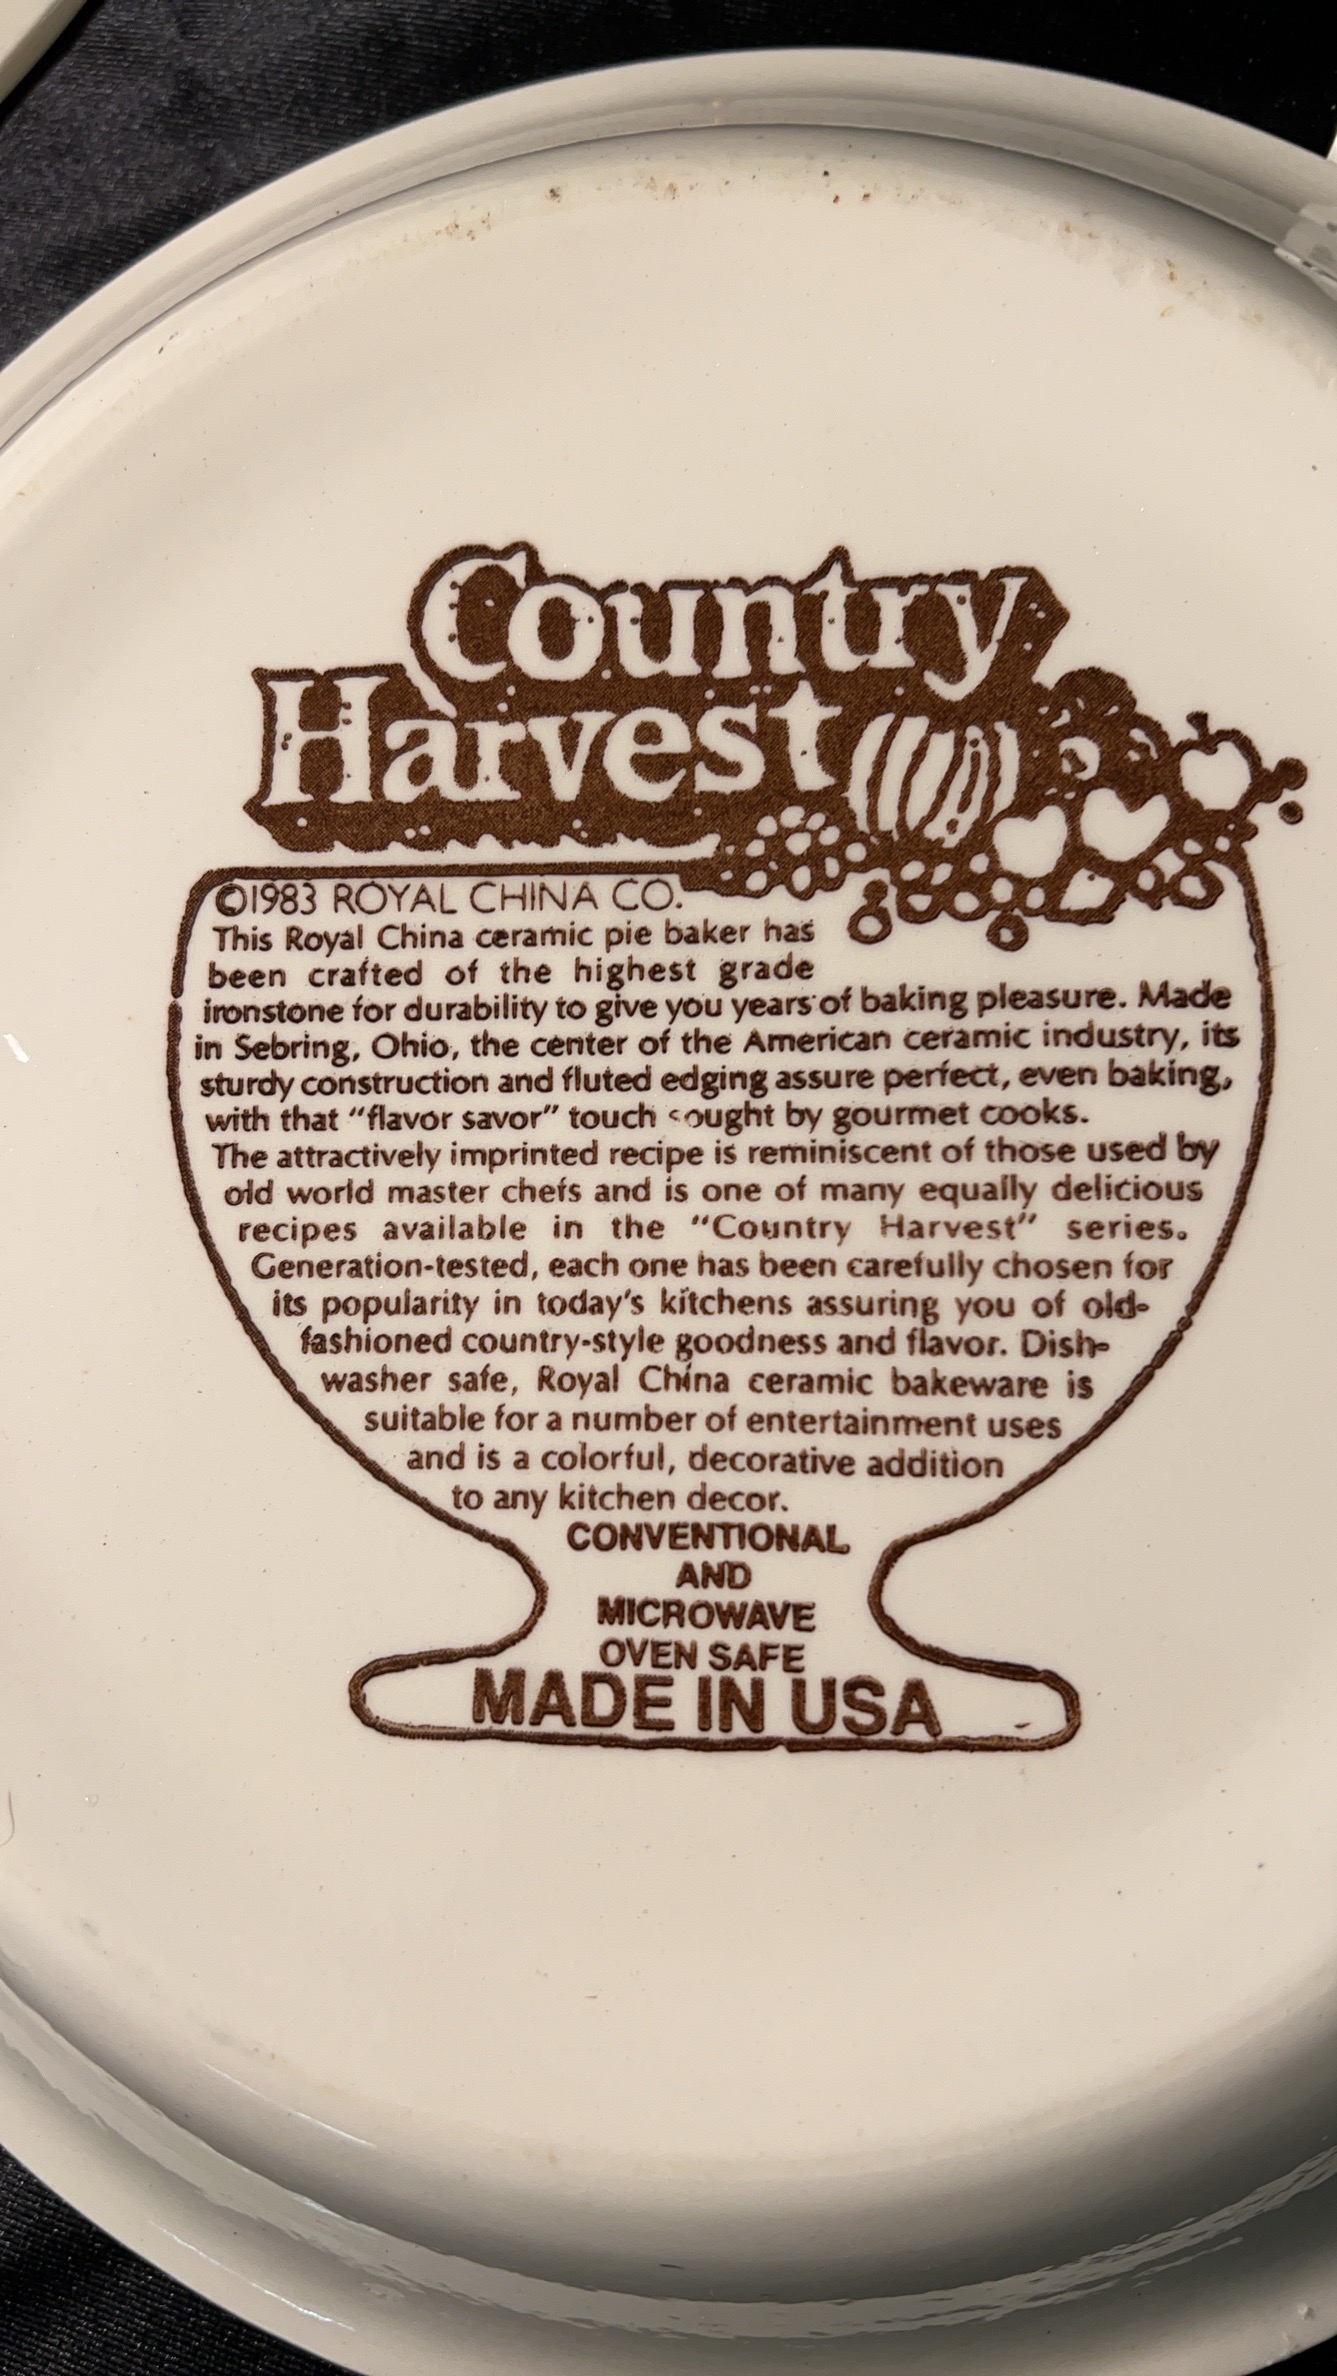 Country
Harvest
©1983 ROYAL CHINA CO.
This Royal China ceramic pie baker has
been crafted of the highest grade
ironstone for durability to give you years of baking pleasure. Made
in Sebring, Ohio, the center of the American ceramic industry, its
sturdy construction and fluted edging assure perfect, even baking,
with that “flavor savor” touch sought by gourmet cooks.
The attractively imprinted recipe is reminiscent of those used by
old world master chefs and is one of many equally delicious
recipes available in the “Country Harvest” series.
Generation-tested, each one has been carefully chosen for
its popularity in today's kitchens assuring you of old-
fashioned country-style goodness and flavor. Dish-
washer safe, Royal China ceramic bakeware is
suitable for a number of entertainment uses
and is a colorful, decorative addition
to any kitchen decor.
CONVENTIONAL
AND
MICROWAVE
OVEN SAFE
MADE IN USA